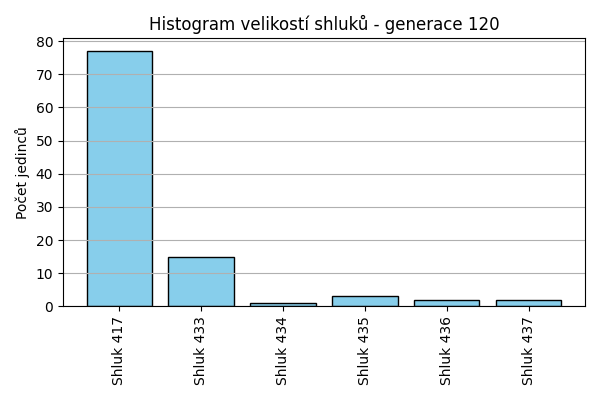 Histogram velikostí shluků - generace 120
Počet jedinců
80
70
60
50
40
30
20
10
0
Shluk 417
Shluk 433
Shluk 434
Shluk 435
Shluk 436
Shluk 437